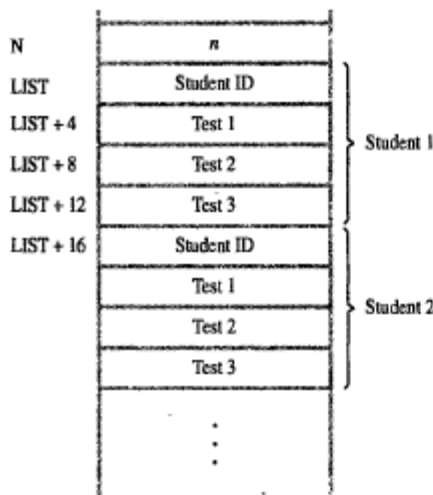 N n
LIST Student ID
LIST + 4 Test 1
Student 1
LIST + 8 Test 2
LIST + 12 Test 3
LIST + 16 Student ID
Test 1
Student 2
Test 2
Test 3